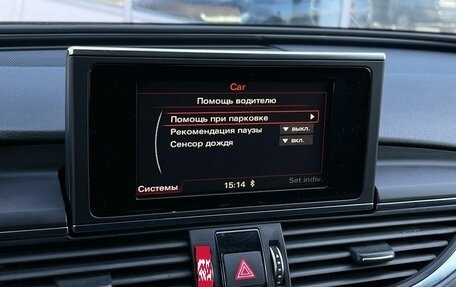 Car
Помощь водителю
Помощь при парковке
Рекомендация паузы выкл.
Сенсор дождя вкл.
Set indiv.
Системы
15:14